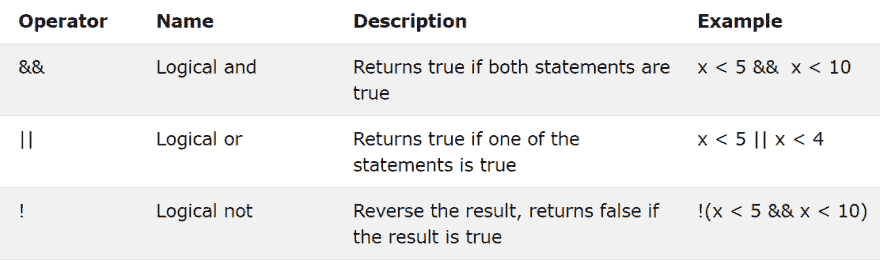 Operator Name Description Example
&& Logical and Returns true if both statements are x < 5 &&  x < 10
true
|| Logical or Returns true if one of the x < 5 || x < 4
statements is true
! Logical not Reverse the result, returns false if !(x < 5 && x < 10)
the result is true